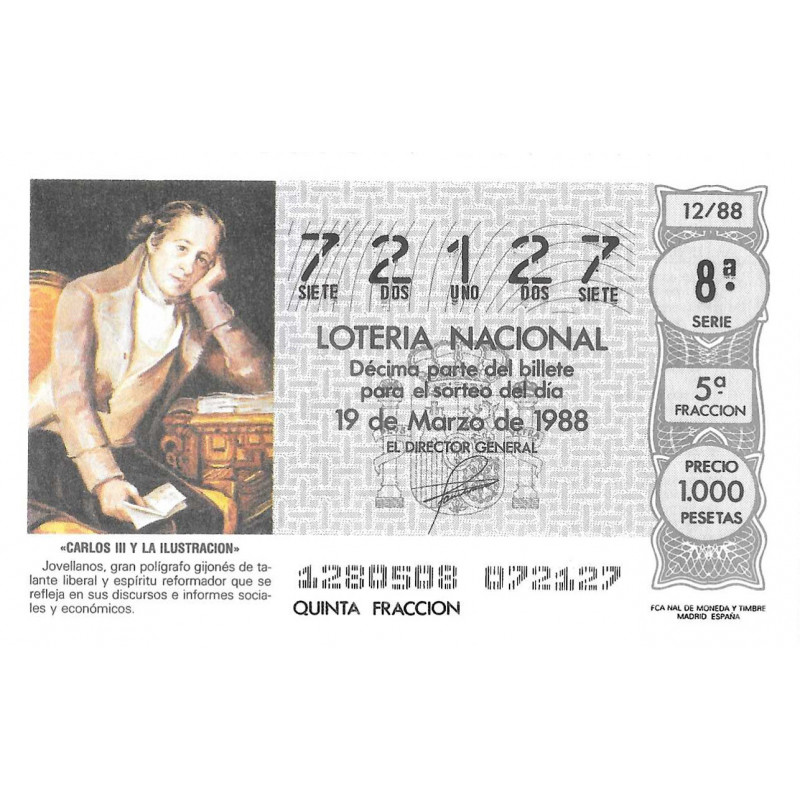 7 2 1 2 7
SIETE DOS UNO DOS SIETE
LOTERIA NACIONAL
Décima parte del billete
para el sorteo del día
19 de Marzo de 1988
EL DIRECTOR GENERAL
12/88
8ª
SERIE
5ª
FRACCION
PRECIO
1.000
PESETAS
«CARLOS III Y LA ILUSTRACION»
Jovellanos, gran polígrafo gijonés de ta-
lante liberal y espíritu reformador que se
refleja en sus discursos e informes socia-
les y económicos.
1280508 072127
QUINTA FRACCION
FCA NAL DE MONEDA Y TIMBRE
MADRID ESPAÑA